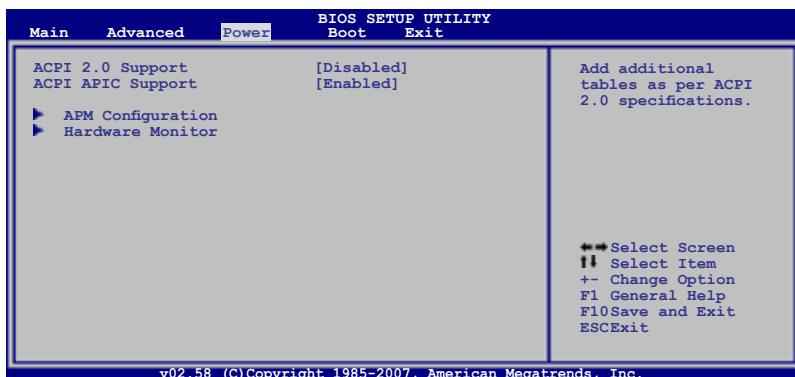 BIOS SETUP UTILITY
Main Advanced Power Boot Exit
ACPI 2.0 Support [Disabled]
ACPI APIC Support [Enabled]
APM Configuration
Hardware Monitor
Add additional
tables as per ACPI
2.0 specifications.
Select Screen
Select Item
+- Change Option
F1 General Help
F10Save and Exit
ESCExit
v02.58 (C)Copyright 1985-2007, American Megatrends, Inc.